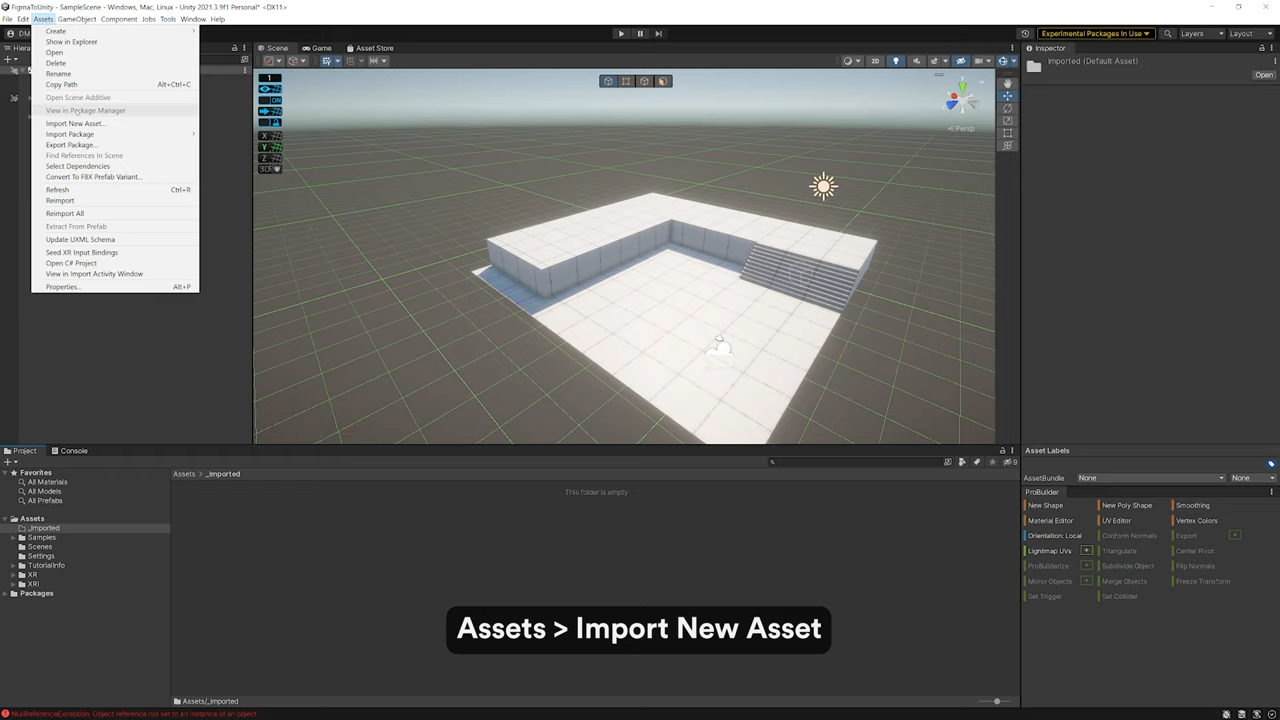 FigmaToUnity - SampleScene - Windows, Mac, Linux - Unity 2021.3.9f1 Personal* <DX11>
File Edit Assets GameObject Component Jobs Tools Window Help
DM
Experimental Packages In Use
Layers
Layout
Hiera
Scene
Game
Asset Store
Inspector
Create
Show in Explorer
Open
Delete
Rename
Copy Path Alt+Ctrl+C
Open Scene Additive
View in Package Manager
Import New Asset...
Import Package
Export Package...
Find References In Scene
Select Dependencies
Convert To FBX Prefab Variant...
Refresh Ctrl+R
Reimport
Reimport All
Extract From Prefab
Update UXML Schema
Seed XR Input Bindings
Open C# Project
View in Import Activity Window
Properties... Alt+P
1
ON
X
Y
Z
3D
2D
y
< Persp
Imported (Default Asset)
Open
Project
Console
9
Favorites
All Materials
All Models
All Prefabs
Assets
_Imported
Samples
Scenes
Settings
TutorialInfo
XR
XRI
Packages
Assets > _Imported
This folder is empty
Assets > Import New Asset
Assets/_Imported
Asset Labels
AssetBundle None None
ProBuilder
New Shape New Poly Shape Smoothing
Material Editor UV Editor Vertex Colors
Orientation: Local Conform Normals Export
Lightmap UVs Triangulate Center Pivot
ProBuilderize Subdivide Object Flip Normals
Mirror Objects Merge Objects Freeze Transform
Set Trigger Set Collider
NullReferenceException: Object reference not set to an instance of an object